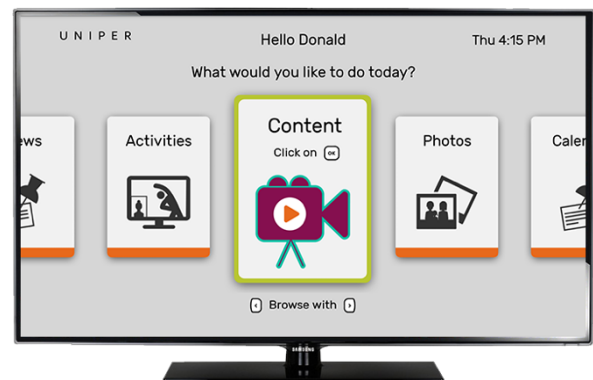 UNIPER
Hello Donald
Thu 4:15 PM
What would you like to do today?
ews
Activities
Content
Click on OK
Photos
Caler
Browse with
SAMSUNG